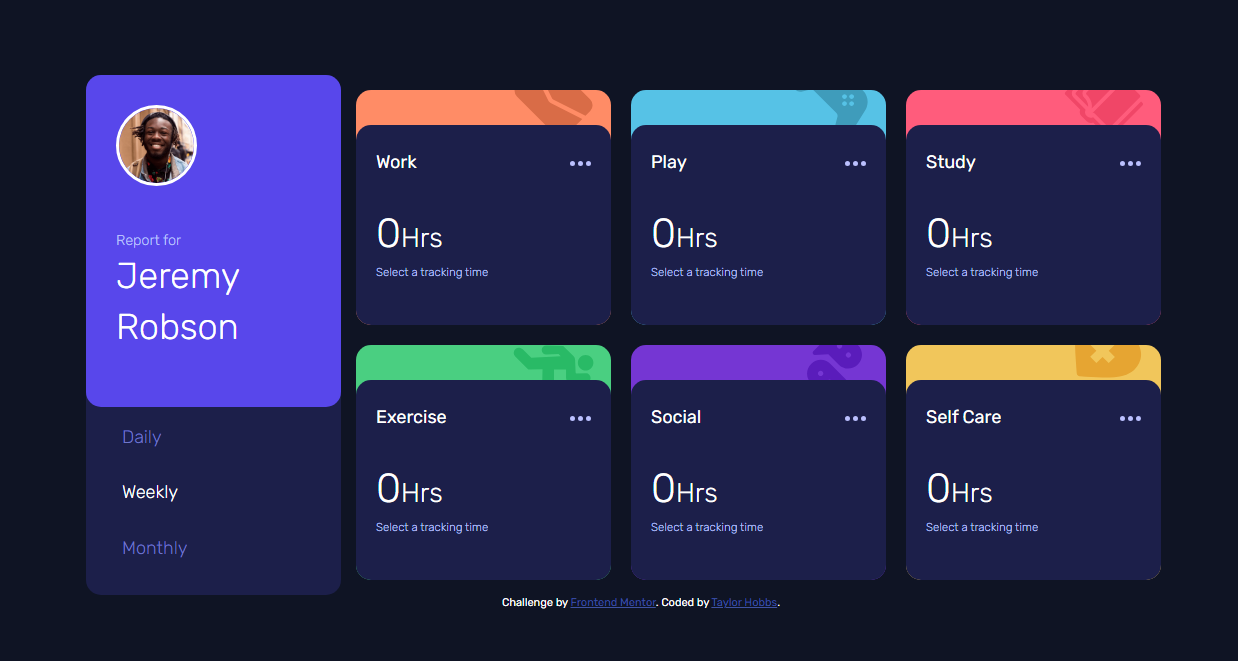 Report for
Jeremy
Robson
Daily
Weekly
Monthly
Work
0Hrs
Select a tracking time
Play
0Hrs
Select a tracking time
Study
0Hrs
Select a tracking time
Exercise
0Hrs
Select a tracking time
Social
0Hrs
Select a tracking time
Self Care
0Hrs
Select a tracking time
Challenge by Frontend Mentor. Coded by Taylor Hobbs.